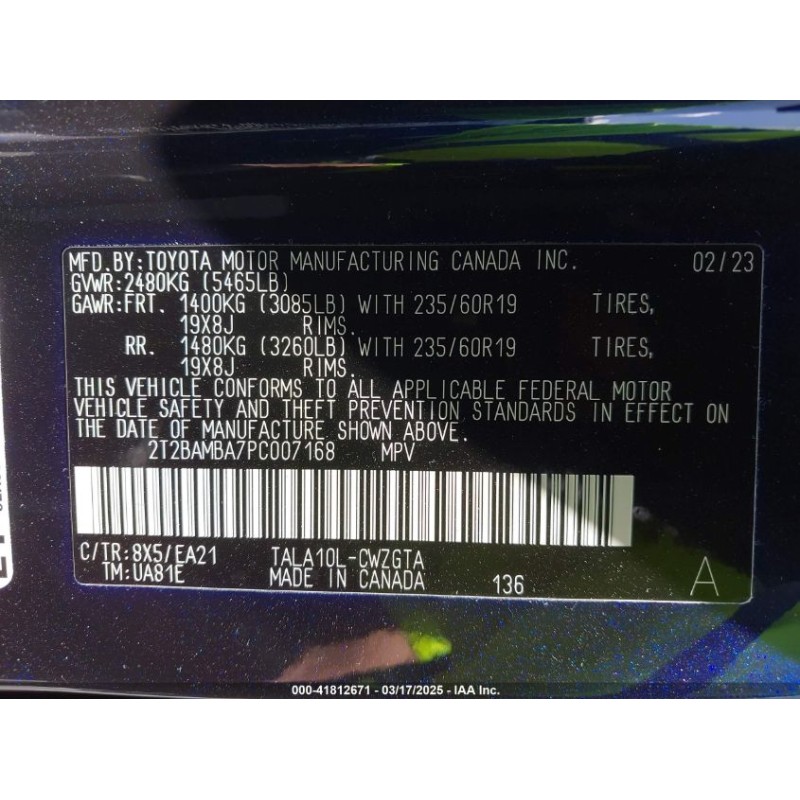 MFD.BY:TOYOTA MOTOR MANUFACTURING CANADA INC. 02/23
GVWR:2480KG (5465LB)
GAWR:FRT. 1400KG (3085LB) WITH 235/60R19 TIRES,
19X8J RIMS.
RR. 1480KG (3260LB) WITH 235/60R19 TIRES,
19X8J RIMS.
THIS VEHICLE CONFORMS TO ALL APPLICABLE FEDERAL MOTOR
VEHICLE SAFETY AND THEFT PREVENTION STANDARDS IN EFFECT ON
THE DATE OF MANUFACTURE SHOWN ABOVE.
2T2BAMBA7PC007168 MPV
C/TR:8X5/EA21 TALA10L-CWZGTA
TM:UA81E MADE IN CANADA 136 A
000-41812671 - 03/17/2025 - IAA Inc.